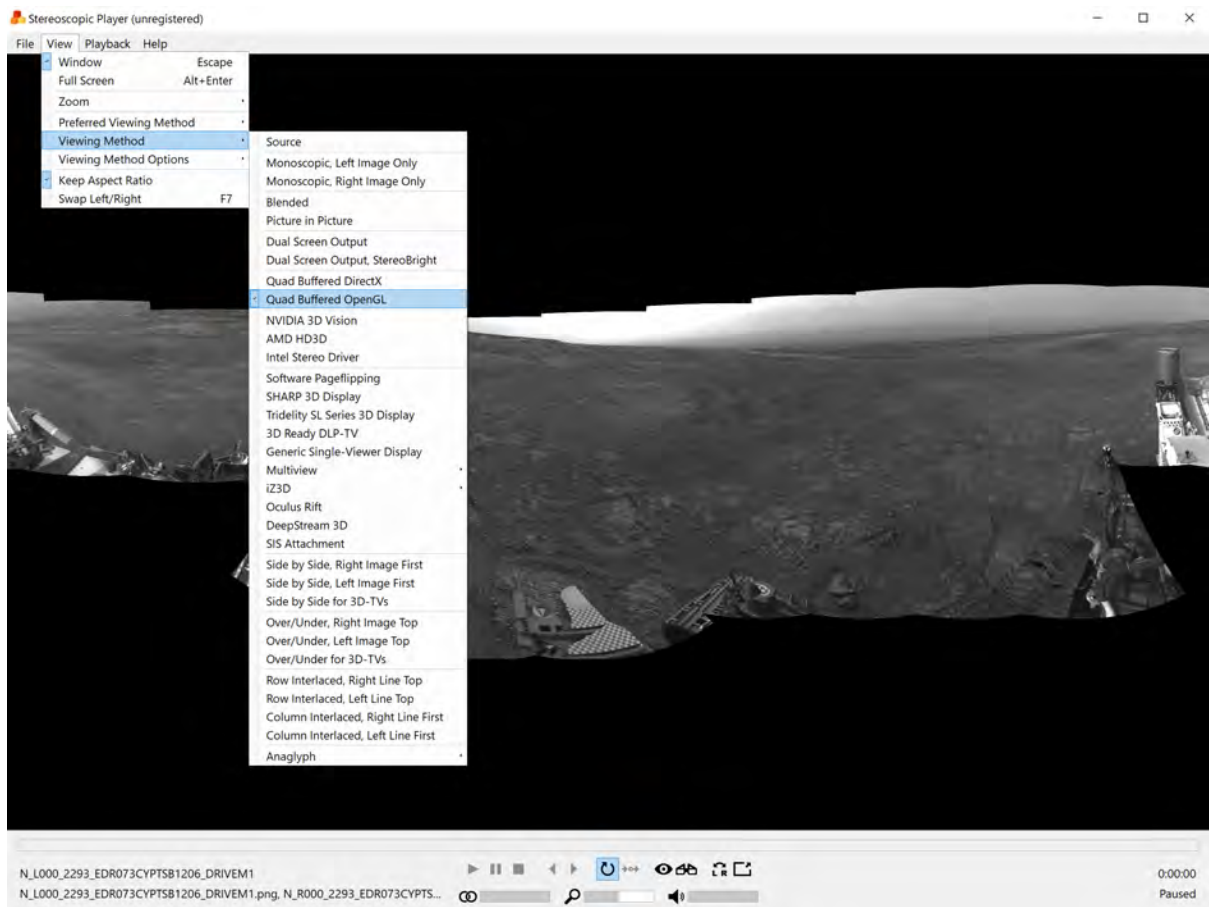 Stereoscopic Player (unregistered)
File View Playback Help
Window Escape
Full Screen Alt+Enter
Zoom
Preferred Viewing Method
Viewing Method
Viewing Method Options
Keep Aspect Ratio
Swap Left/Right F7
Source
Monoscopic, Left Image Only
Monoscopic, Right Image Only
Blended
Picture in Picture
Dual Screen Output
Dual Screen Output, StereoBright
Quad Buffered DirectX
Quad Buffered OpenGL
NVIDIA 3D Vision
AMD HD3D
Intel Stereo Driver
Software Pageflipping
SHARP 3D Display
Tridelity SL Series 3D Display
3D Ready DLP-TV
Generic Single-Viewer Display
Multiview
iZ3D
Oculus Rift
DeepStream 3D
SIS Attachment
Side by Side, Right Image First
Side by Side, Left Image First
Side by Side for 3D-TVs
Over/Under, Right Image Top
Over/Under, Left Image Top
Over/Under for 3D-TVs
Row Interlaced, Right Line Top
Row Interlaced, Left Line Top
Column Interlaced, Right Line First
Column Interlaced, Left Line First
Anaglyph
L R
N_L000_2293_EDR073CYPTSB1206_DRIVEM1
0:00:00
N_L000_2293_EDR073CYPTSB1206_DRIVEM1.png, N_R000_2293_EDR073CYPTS...
Paused